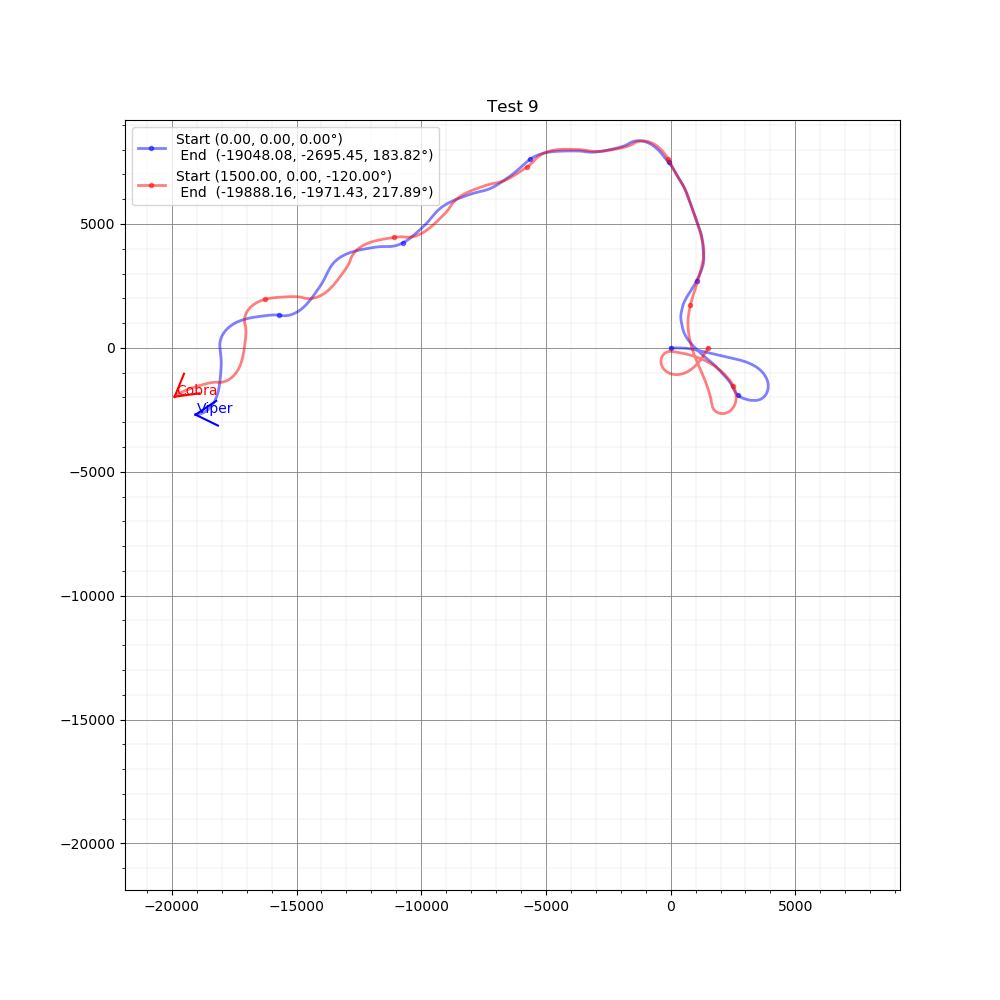 Test 9
Start (0.00, 0.00, 0.00°)
End  (-19048.08, -2695.45, 183.82°)
Start (1500.00, 0.00, -120.00°)
End  (-19888.16, -1971.43, 217.89°)
5000
0
−5000
−10000
−15000
−20000
Cobra
Viper
−20000 −15000 −10000 −5000 0 5000